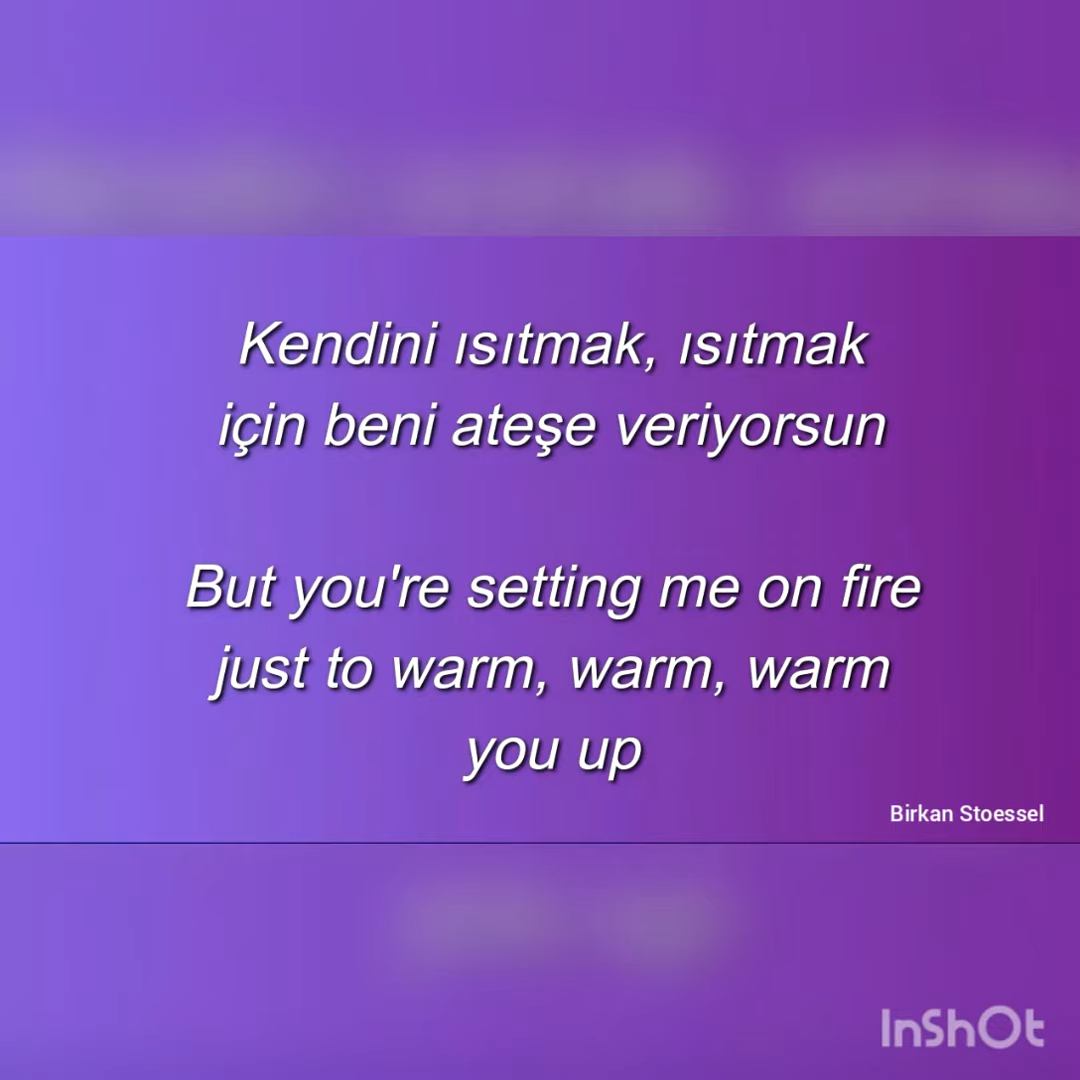 Kendini ısıtmak, ısıtmak
için beni ateşe veriyorsun
But you're setting me on fire
just to warm, warm, warm
you up
Birkan Stoessel
InShOt